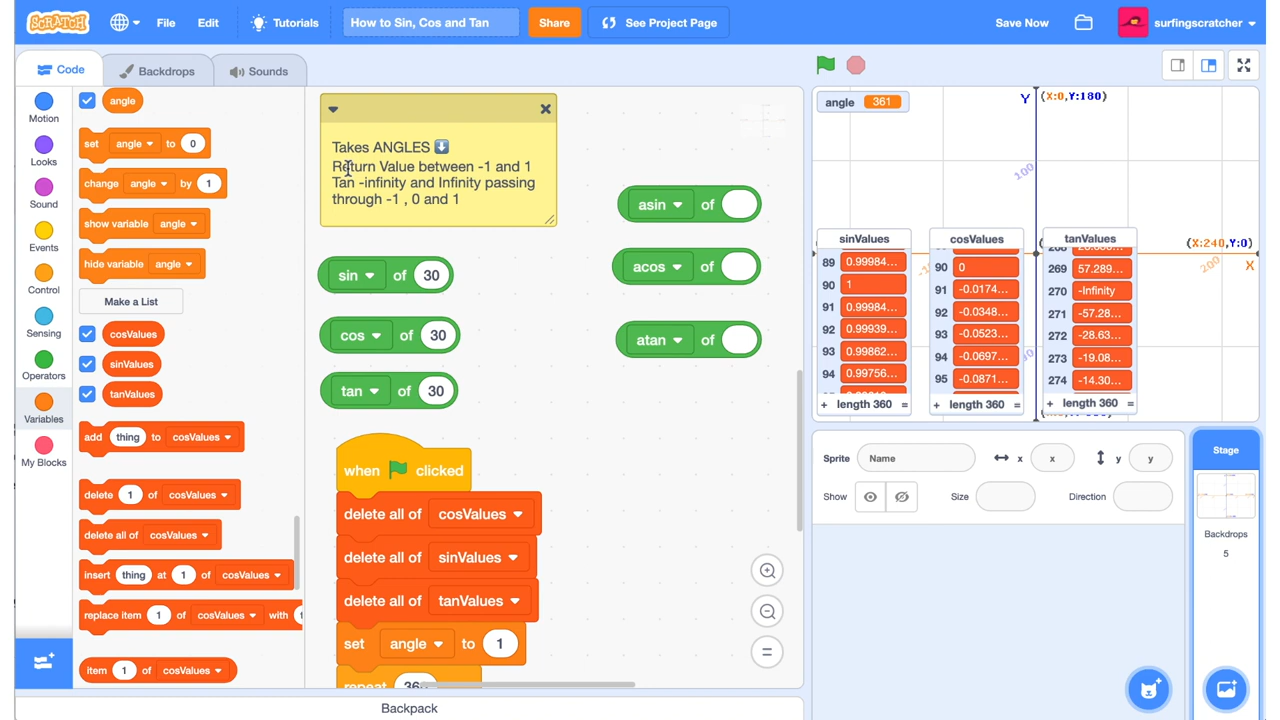 SCRATCH File Edit Tutorials How to Sin, Cos and Tan Share See Project Page Save Now surfingscratcher
Code Backdrops Sounds
Motion
Looks
Sound
Events
Control
Sensing
Operators
Variables
My Blocks
angle
set angle to 0
change angle by 1
show variable angle
hide variable angle
Make a List
cosValues
sinValues
tanValues
add thing to cosValues
delete 1 of cosValues
delete all of cosValues
insert thing at 1 of cosValues
replace item 1 of cosValues with
item 1 of cosValues
Takes ANGLES
Return Value between -1 and 1
Tan -infinity and Infinity passing
through -1 , 0 and 1
sin of 30
cos of 30
tan of 30
asin of
acos of
atan of
when clicked
delete all of cosValues
delete all of sinValues
delete all of tanValues
set angle to 1
repeat
Backpack
angle 361
Y (X:0,Y:180)
100
(X:240,Y:0)
X
200
sinValues
89 0.99984...
90 1
91 0.99984...
92 0.99939...
93 0.99862...
94 0.99756...
+ length 360 =
cosValues
90 0
91 -0.0174...
92 -0.0348...
93 -0.0523...
94 -0.0697...
95 -0.0871...
+ length 360 =
tanValues
269 57.289...
270 -Infinity
271 -57.28...
272 -28.63...
273 -19.08...
274 -14.30...
+ length 360 =
Sprite Name x x y y
Show Size Direction
Stage
Backdrops
5